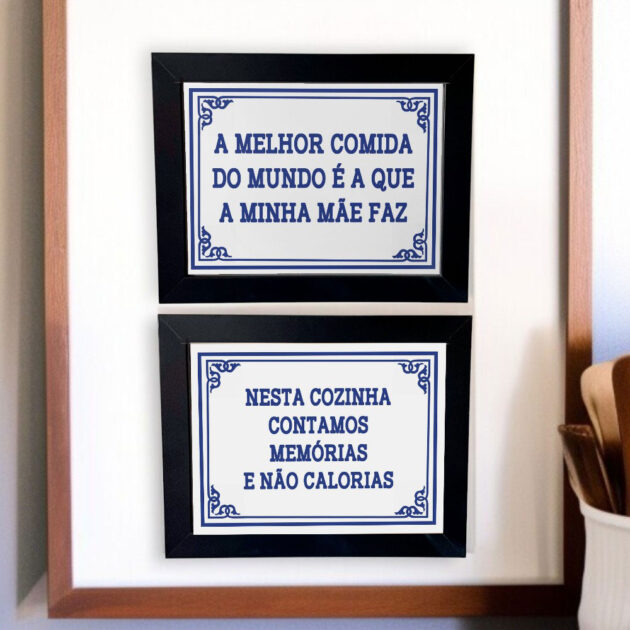 A MELHOR COMIDA
DO MUNDO É A QUE
A MINHA MÃE FAZ
NESTA COZINHA
CONTAMOS
MEMÓRIAS
E NÃO CALORIAS